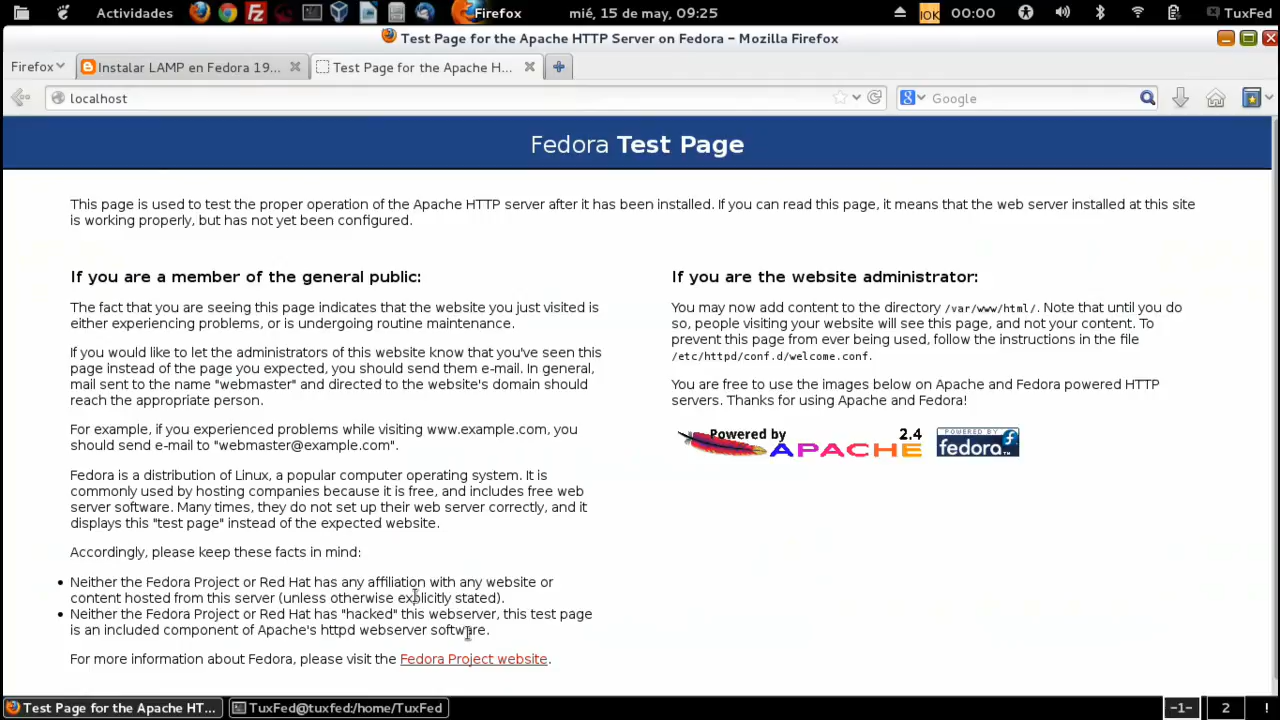 Actividades
Firefox
mié, 15 de may, 09:25
IOK
00:00
TuxFed
Test Page for the Apache HTTP Server on Fedora - Mozilla Firefox
Firefox
Instalar LAMP en Fedora 19...
Test Page for the Apache H...
localhost
Google
Fedora Test Page
This page is used to test the proper operation of the Apache HTTP server after it has been installed. If you can read this page, it means that the web server installed at this site
is working properly, but has not yet been configured.
If you are a member of the general public:
The fact that you are seeing this page indicates that the website you just visited is
either experiencing problems, or is undergoing routine maintenance.
If you would like to let the administrators of this website know that you've seen this
page instead of the page you expected, you should send them e-mail. In general,
mail sent to the name "webmaster" and directed to the website's domain should
reach the appropriate person.
For example, if you experienced problems while visiting www.example.com, you
should send e-mail to "webmaster@example.com".
Fedora is a distribution of Linux, a popular computer operating system. It is
commonly used by hosting companies because it is free, and includes free web
server software. Many times, they do not set up their web server correctly, and it
displays this "test page" instead of the expected website.
Accordingly, please keep these facts in mind:
• Neither the Fedora Project or Red Hat has any affiliation with any website or
content hosted from this server (unless otherwise explicitly stated).
• Neither the Fedora Project or Red Hat has "hacked" this webserver, this test page
is an included component of Apache's httpd webserver software.
For more information about Fedora, please visit the Fedora Project website.
If you are the website administrator:
You may now add content to the directory /var/www/html/. Note that until you do
so, people visiting your website will see this page, and not your content. To
prevent this page from ever being used, follow the instructions in the file
/etc/httpd/conf.d/welcome.conf.
You are free to use the images below on Apache and Fedora powered HTTP
servers. Thanks for using Apache and Fedora!
Powered by
2.4
APACHE
POWERED BY
fedora™
Test Page for the Apache HT...
TuxFed@tuxfed:/home/TuxFed
-1-
2
!